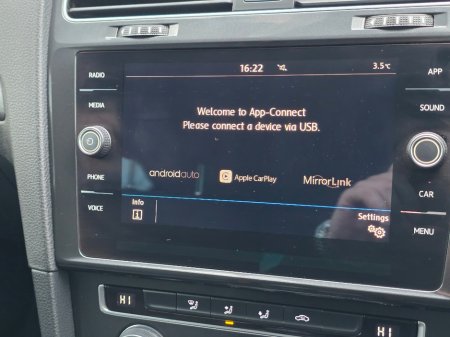 RADIO
MEDIA
PHONE
VOICE
16:22 3.5°C
Welcome to App-Connect
Please connect a device via USB.
androidauto Apple CarPlay MirrorLink
Info
Settings
APP
SOUND
CAR
MENU
HI
HI